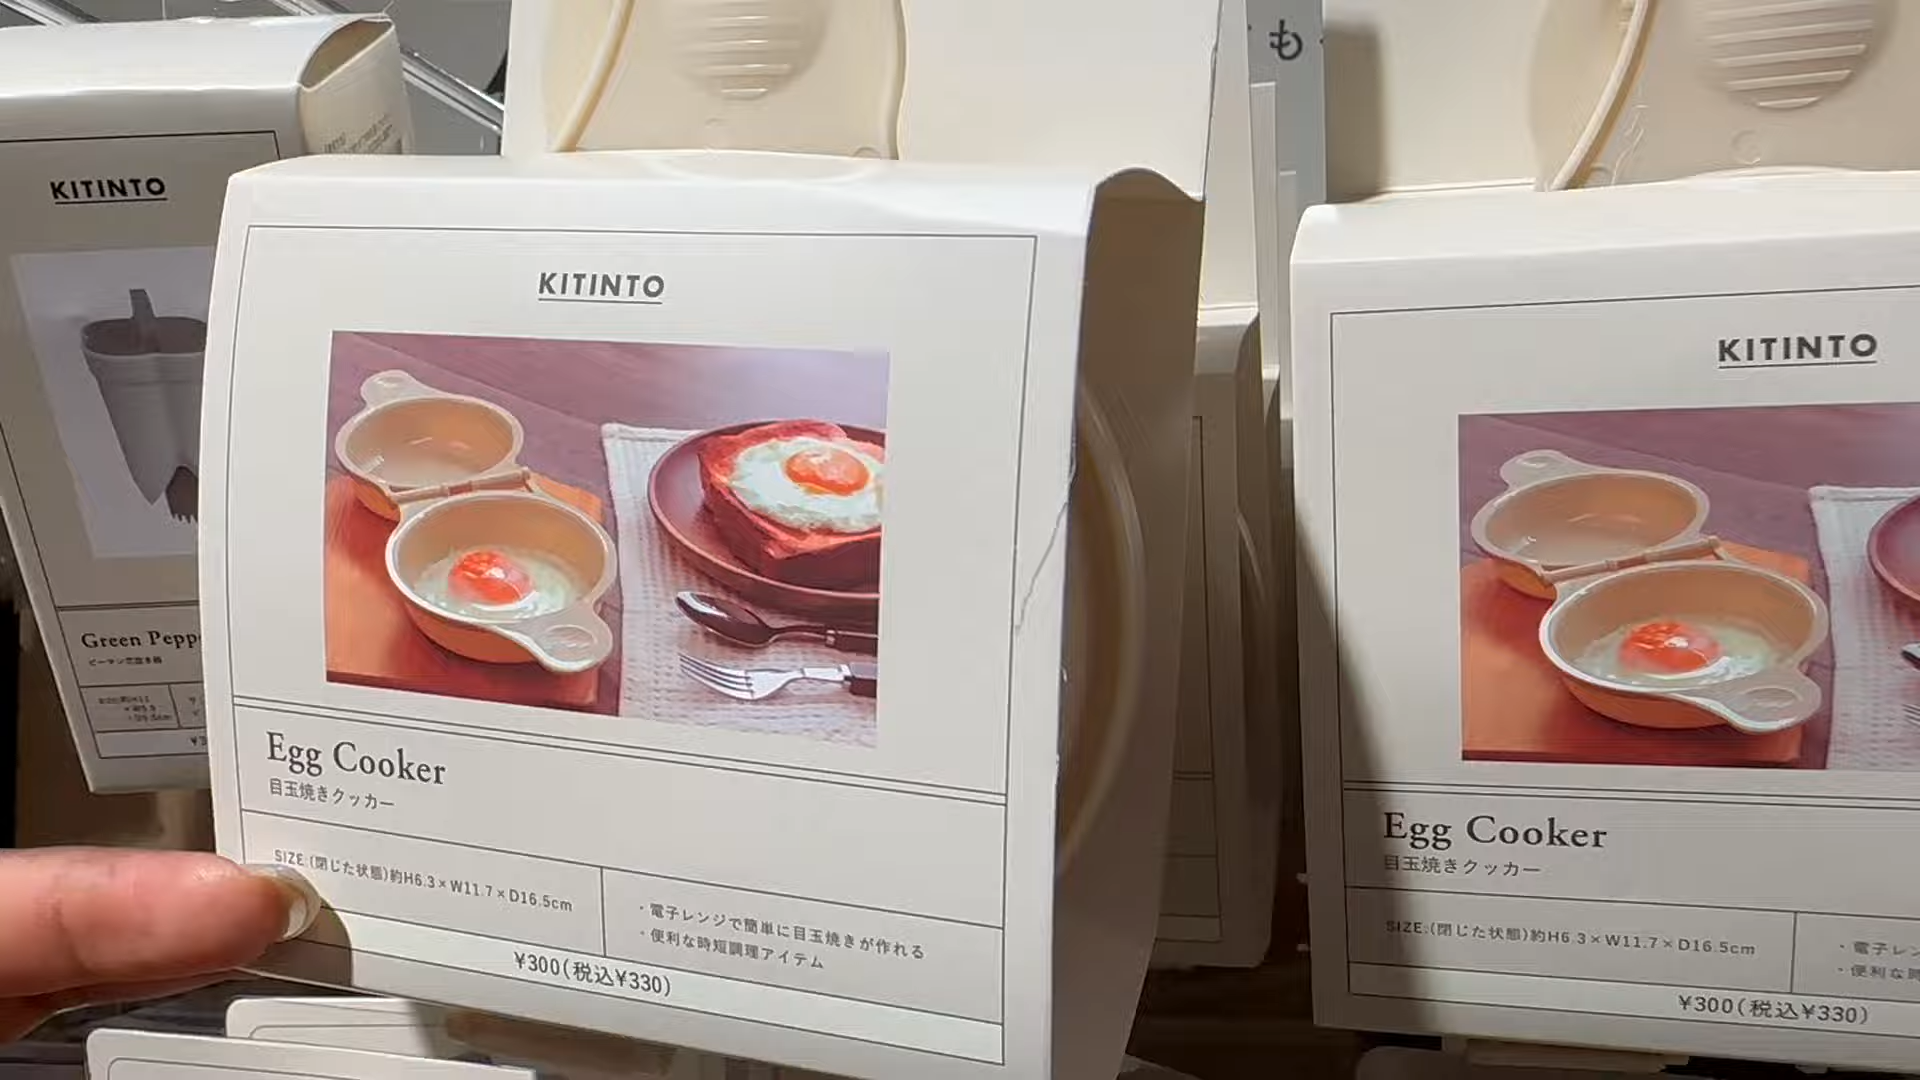 も
KITINTO
Green Pepp
KITINTO
Egg Cooker
目玉焼きクッカー
SIZE:(閉じた状態)約H6.3×W11.7×D16.5cm
・電子レンジで簡単に目玉焼きが作れる
・便利な時短調理アイテム
¥300(税込¥330)
KITINTO
Egg Cooker
目玉焼きクッカー
SIZE:(閉じた状態)約H6.3×W11.7×D16.5cm
・電子レン
・便利な時
¥300(税込¥330)